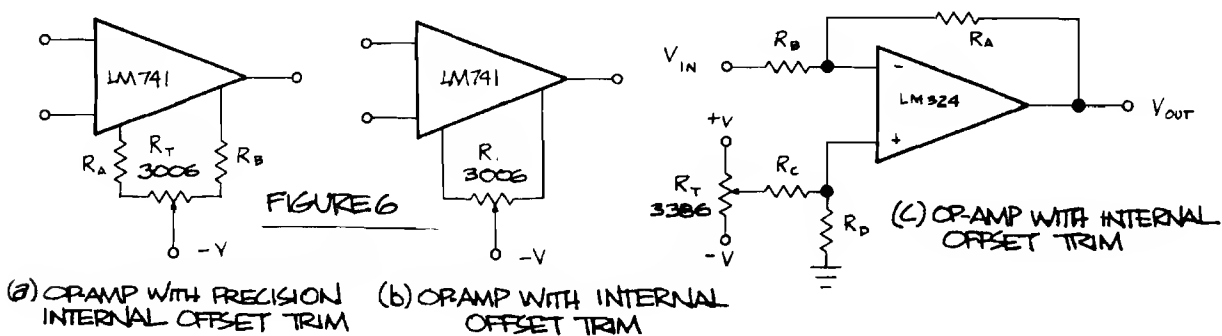 LM741
R_A
R_T
3006
R_B
-V
(a) OP-AMP WITH PRECISION
INTERNAL OFFSET TRIM
FIGURE 6
LM741
R.
3006
-V
(b) OP-AMP WITH INTERNAL
OFFSET TRIM
V_IN
R_B
R_A
-
LM324
+
V_OUT
+V
R_T
3386
R_C
-V
R_D
(C) OP-AMP WITH INTERNAL
OFFSET TRIM